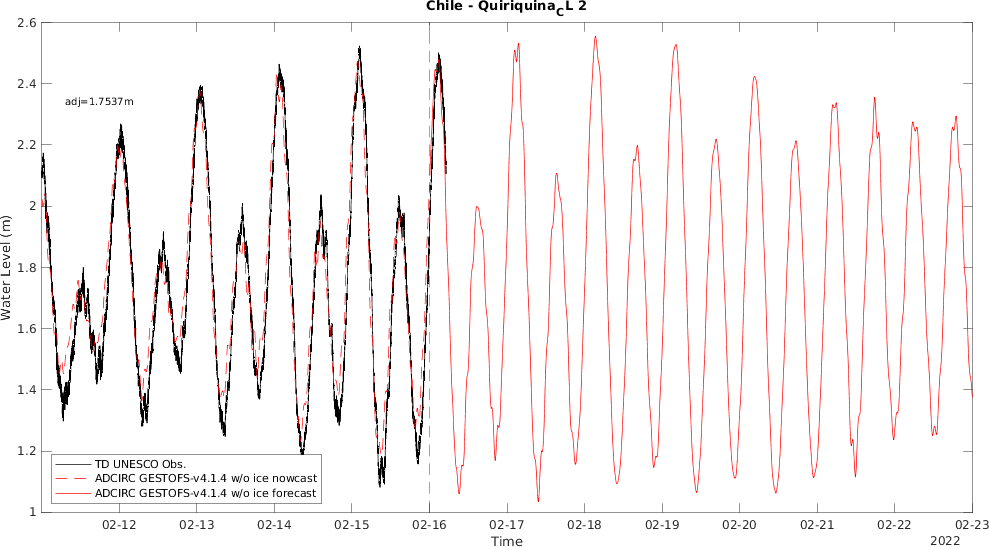 Chile - QuiriquinaCL 2
2.6
2.4
2.2
2
1.8
1.6
1.4
1.2
1
Water Level (m)
adj=1.7537m
TD UNESCO Obs.
ADCIRC GESTOFS-v4.1.4 w/o ice nowcast
ADCIRC GESTOFS-v4.1.4 w/o ice forecast
02-12 02-13 02-14 02-15 02-16 02-17 02-18 02-19 02-20 02-21 02-22 02-23
Time
2022